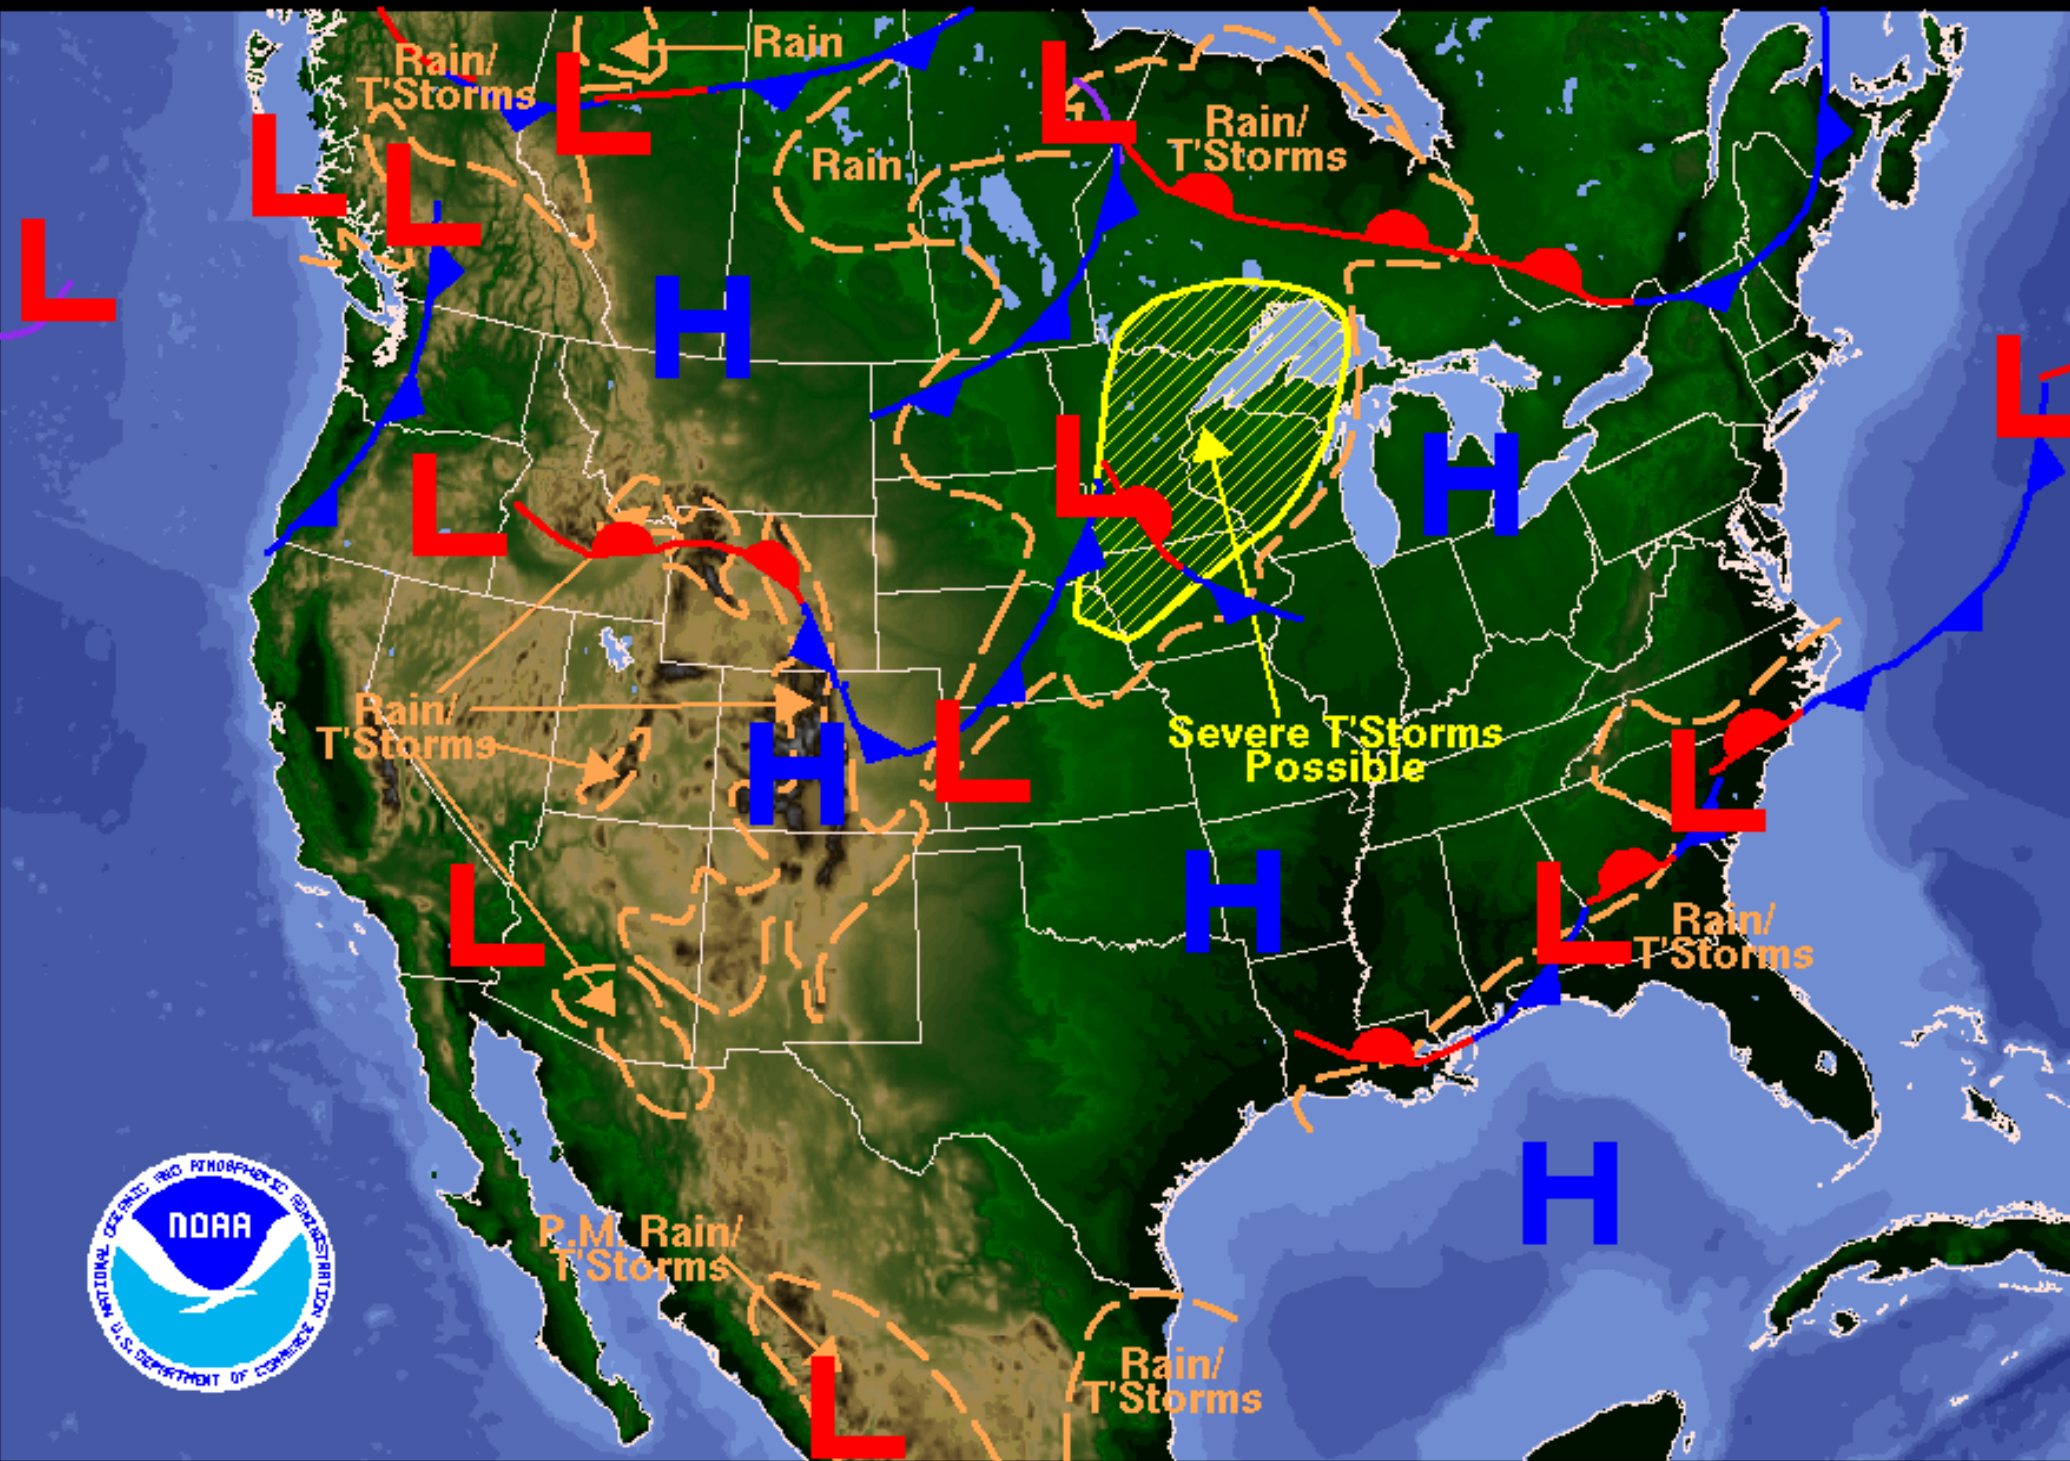 Rain
Rain/
T'Storms
L
L
Rain/
T'Storms
L
L
Rain
L
H
L
L
H
L
L
Rain/
T'Storms
L
H
Severe T'Storms
Possible
L
H
L
L
Rain/
T'Storms
H
P.M. Rain/
T'Storms
L
Rain/
T'Storms
NATIONAL OCEANIC AND ATMOSPHERIC ADMINISTRATION
NOAA
U.S. DEPARTMENT OF COMMERCE